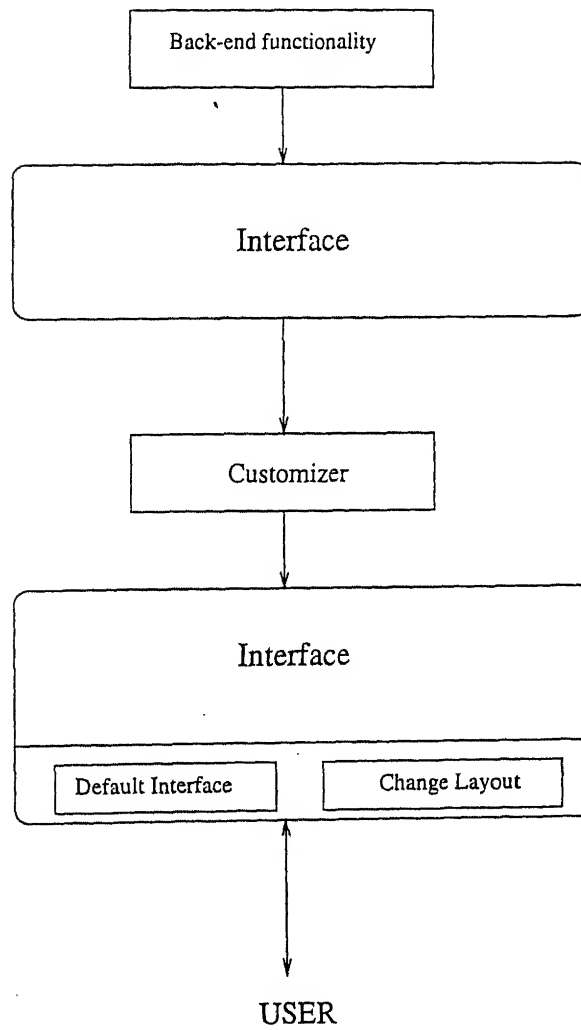 Back-end functionality
Interface
Customizer
Interface
Default Interface
Change Layout
USER